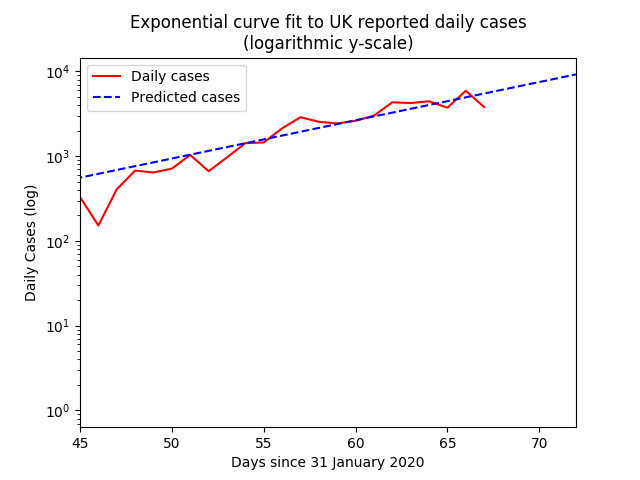 Exponential curve fit to UK reported daily cases
(logarithmic y-scale)
Daily cases
Predicted cases
Daily Cases (log)
10⁴
10³
10²
10¹
10⁰
45 50 55 60 65 70
Days since 31 January 2020